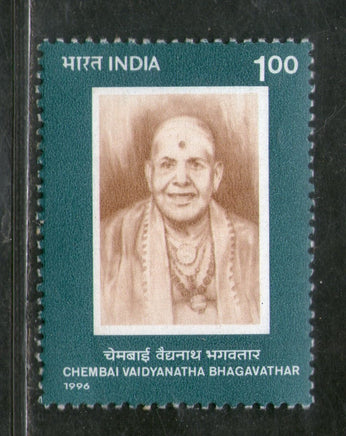 भारत INDIA 1.00
चेमबाई वैद्यनाथ भगवतार
CHEMBAI VAIDYANATHA BHAGAVATHAR
1996